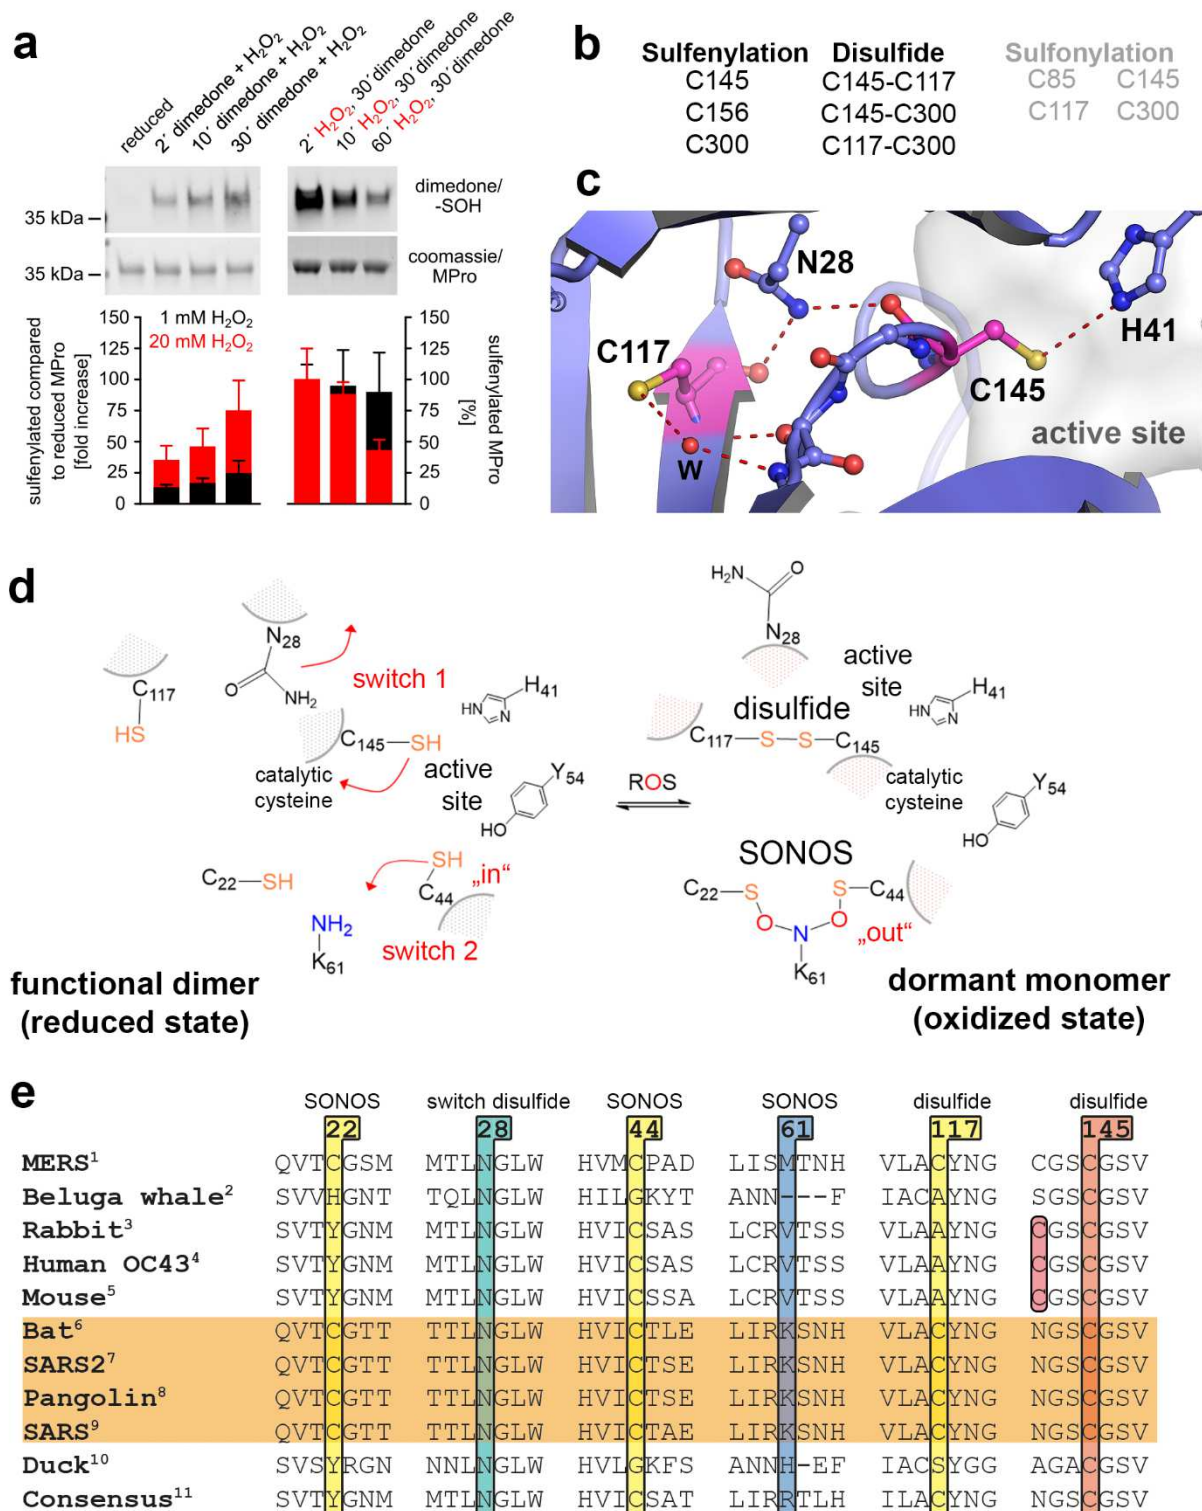 a
reduced
2´ dimedone + H₂O₂
10´ dimedone + H₂O₂
30´ dimedone + H₂O₂
2´ H₂O₂, 30´ dimedone
10´ H₂O₂, 30´ dimedone
60´ H₂O₂, 30´ dimedone
35 kDa
dimedone/
-SOH
35 kDa
coomassie/
MPro
sulfenylated compared
to reduced MPro
[fold increase]
150
125
100
75
50
25
0
1 mM H₂O₂
20 mM H₂O₂
150
125
100
75
50
25
0
sulfenylated MPro
[%]
b
Sulfenylation Disulfide Sulfonylation
C145 C145-C117 C85 C145
C156 C145-C300 C117 C300
C300 C117-C300
c
N28
H41
C117
C145
W
active site
d
N28
O
NH₂
C117
HS
switch 1
H41
HN
N
C145 SH
catalytic
cysteine
active
site
Y54
HO
SH
„in“
C44
C22 SH
NH₂
K61
switch 2
functional dimer
(reduced state)
ROS
H₂N
O
N28
active
site
H41
HN
N
disulfide
C117 S S C145
catalytic
cysteine
Y54
HO
SONOS
C22 S S C44
O N O
„out“
K61
dormant monomer
(oxidized state)
e
SONOS switch disulfide SONOS SONOS disulfide disulfide
22 28 44 61 117 145
MERS¹ QVTCGSM MTLNGLW HVMCPAD LISMTNH VLACYNG CGSCGSV
Beluga whale² SVVHGNT TQLNGLW HILGKYT ANN---F IACAYNG SGSCGSV
Rabbit³ SVTYGNM MTLNGLW HVICSAS LCRVTSS VLAAYNG CGSCGSV
Human OC43⁴ SVTYGNM MTLNGLW HVICSAS LCRVTSS VLAAYNG CGSCGSV
Mouse⁵ SVTYGNM MTLNGLW HVICSSA LCRVTSS VLAAYNG CGSCGSV
Bat⁶ QVTCGTT TTLNGLW HVICTLE LIRKSNH VLACYNG NGSCGSV
SARS2⁷ QVTCGTT TTLNGLW HVICTSE LIRKSNH VLACYNG NGSCGSV
Pangolin⁸ QVTCGTT TTLNGLW HVICTSE LIRKSNH VLACYNG NGSCGSV
SARS⁹ QVTCGTT TTLNGLW HVICTAE LIRKSNH VLACYNG NGSCGSV
Duck¹⁰ SVSYRGN NNLNGLW HVLGKFS ANNH-EF ILACSYGG AGACGSV
Consensus¹¹ SVTYGNM MTLNGLW HVICSAT LIRRTLH ILACYNG NGSCGSV